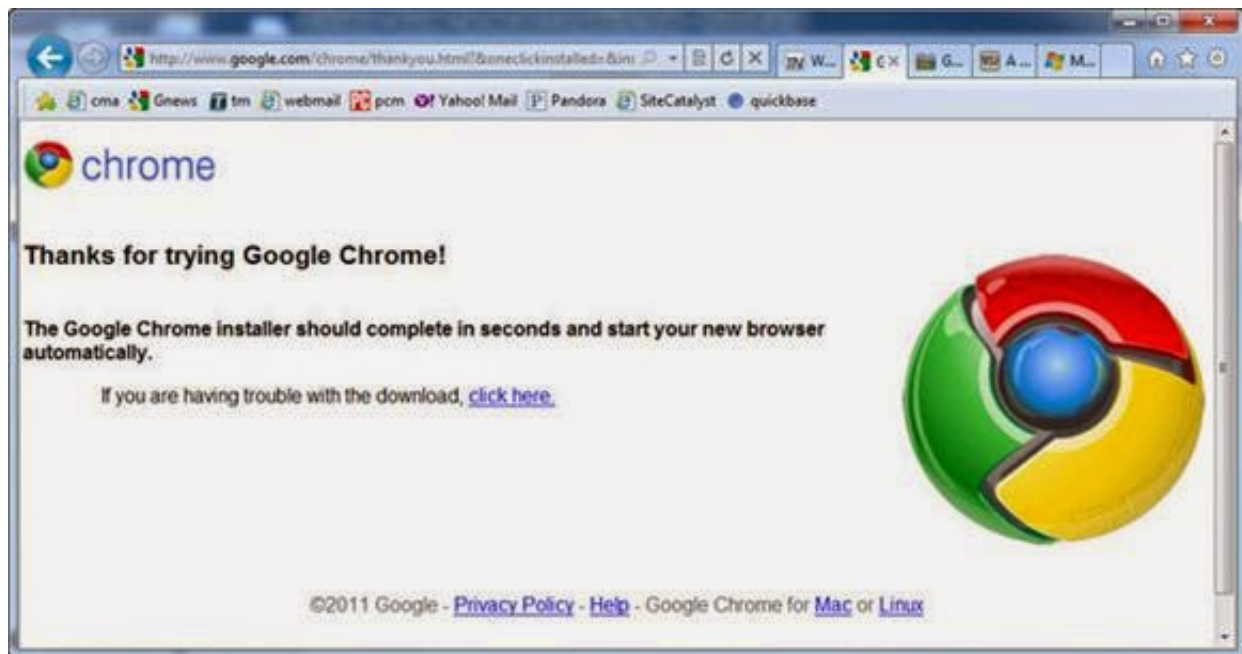 http://www.google.com/chrome/thankyou.html?&oneclickinstalled=&ins
W... G G... A ... M...
cma Gnews tm webmail pcm Yahoo! Mail Pandora SiteCatalyst quickbase
chrome
Thanks for trying Google Chrome!
The Google Chrome installer should complete in seconds and start your new browser
automatically.
If you are having trouble with the download, click here.
©2011 Google - Privacy Policy - Help - Google Chrome for Mac or Linux